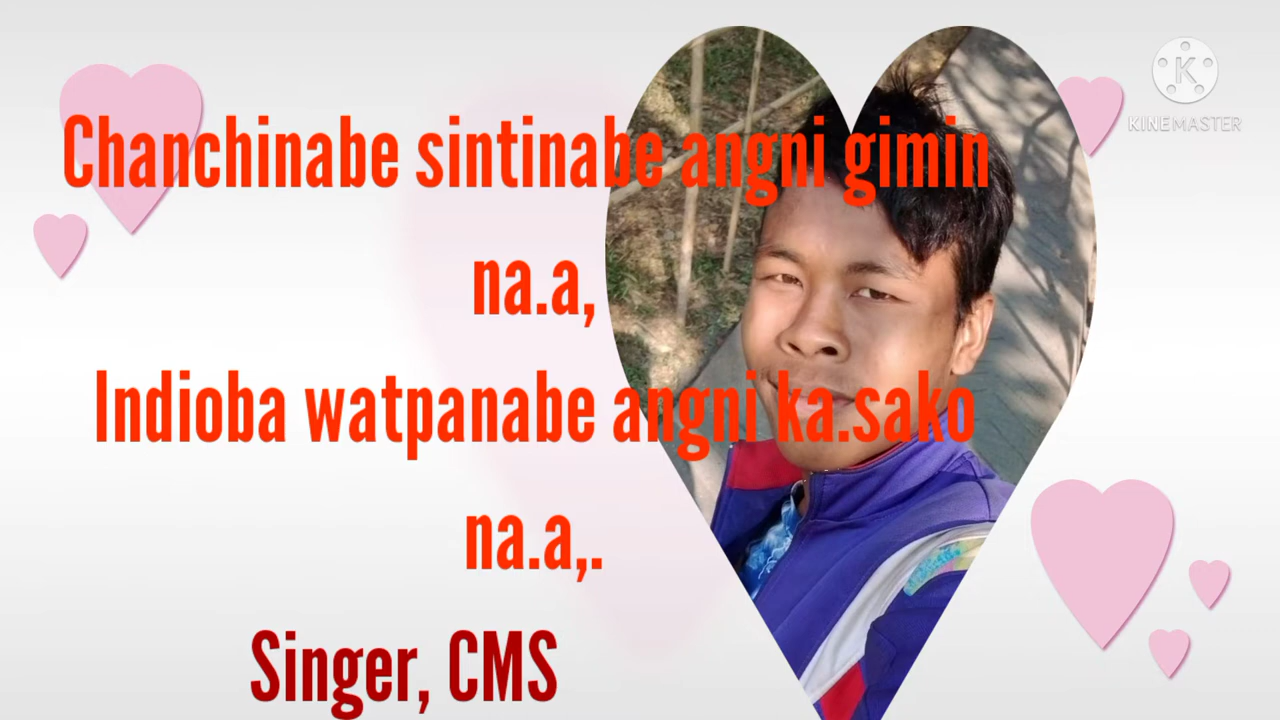 Chanchinabe sintinabe angni gimin
na.a,
Indioba watpanabe angni ka.sako
na.a,.
Singer, CMS
KINEMASTER